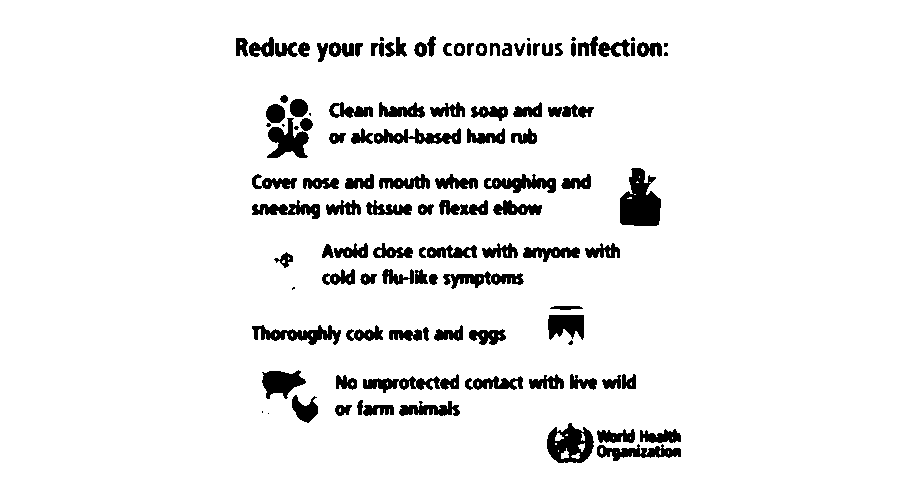 Reduce your risk of coronavirus infection:
Clean hands with soap and water
or alcohol-based hand rub
Cover nose and mouth when coughing and
sneezing with tissue or flexed elbow
Avoid close contact with anyone with
cold or flu-like symptoms
Thoroughly cook meat and eggs
No unprotected contact with live wild
or farm animals
World Health
Organization